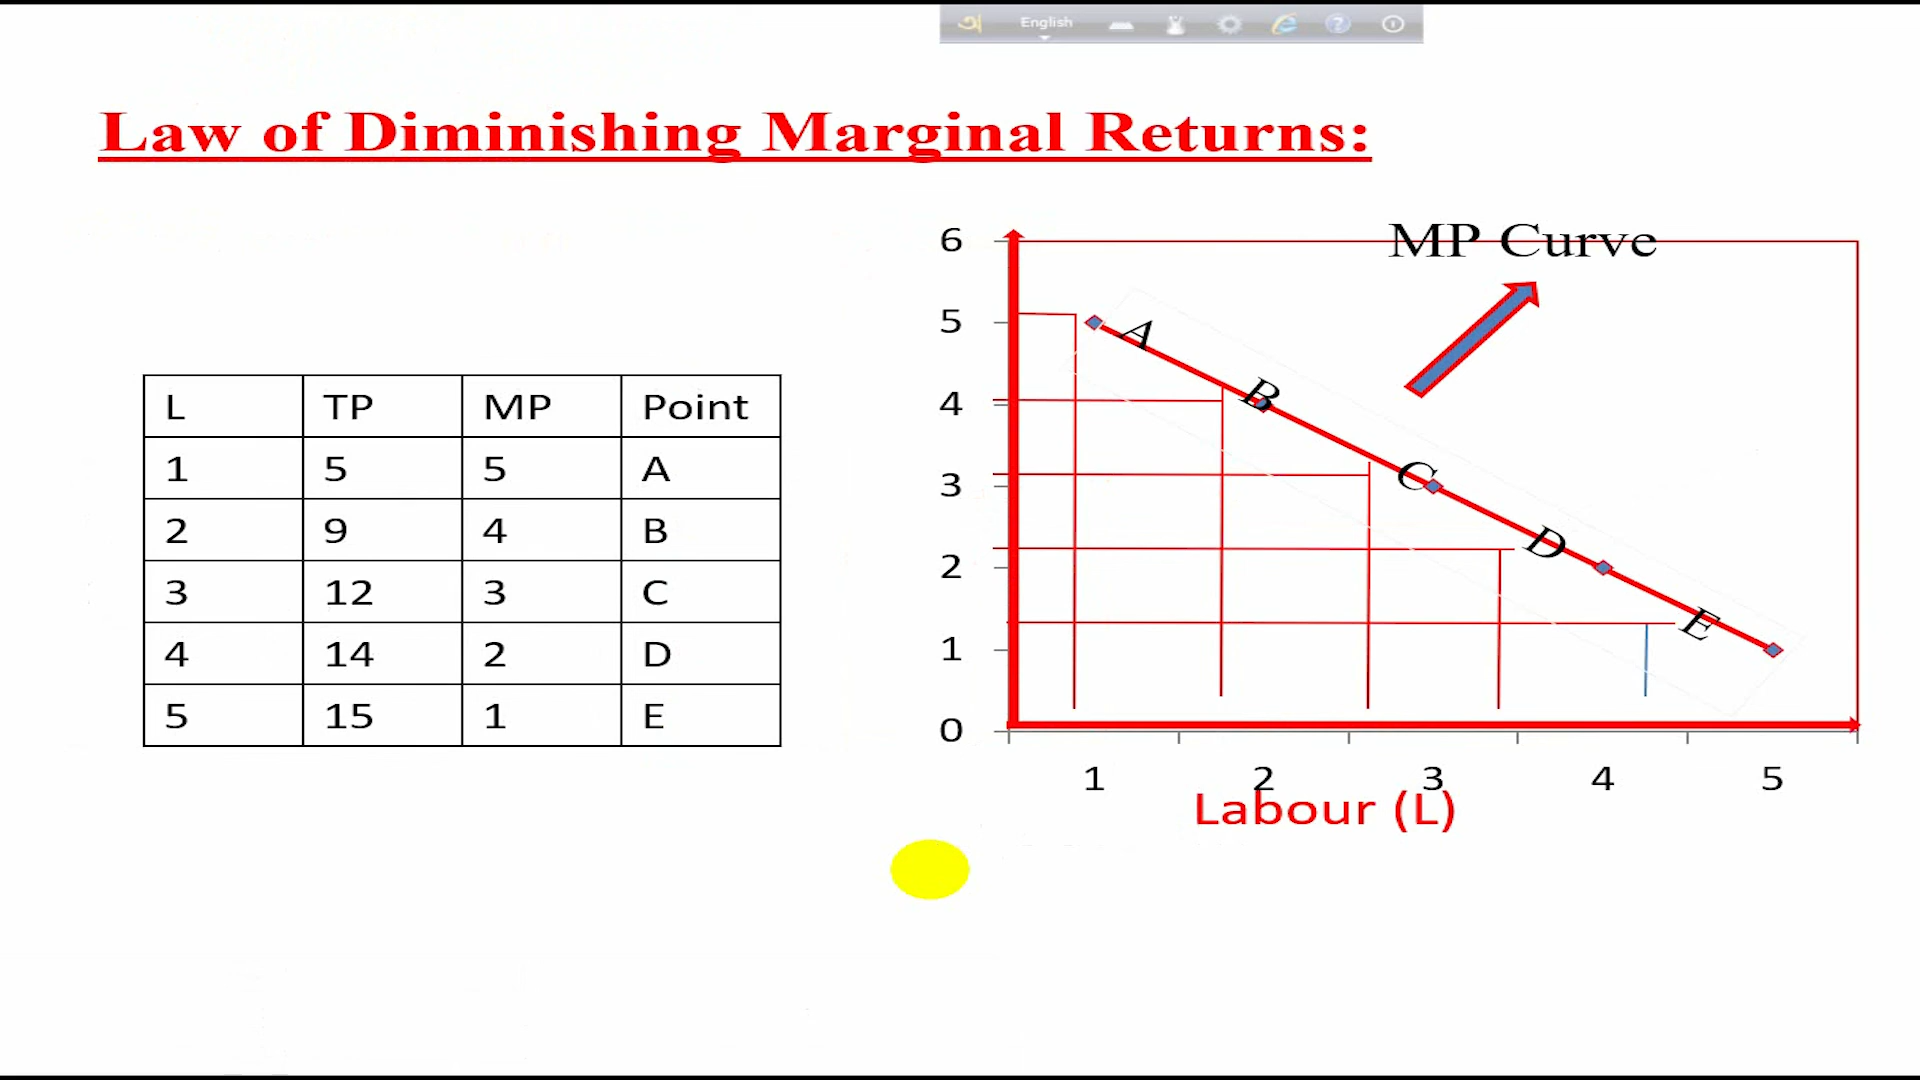 অ English
Law of Diminishing Marginal Returns:
L TP MP Point
1 5 5 A
2 9 4 B
3 12 3 C
4 14 2 D
5 15 1 E
MP Curve
6
5
4
3
2
1
0
A
B
C
D
E
1 2 3 4 5
Labour (L)